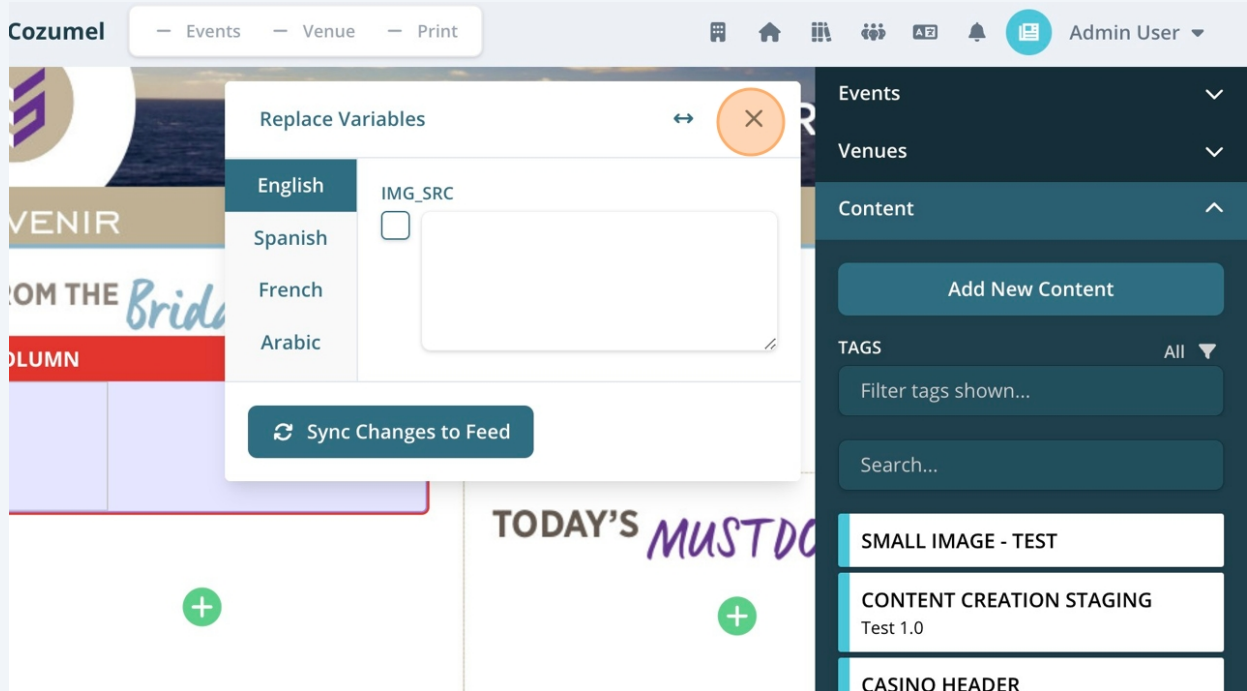 Cozumel
Events
Venue
Print
Admin User
Replace Variables
English
Spanish
French
Arabic
IMG_SRC
Sync Changes to Feed
VENIR
OM THE
COLUMN
TODAY'S MUSTDO
Events
Venues
Content
Add New Content
TAGS
All
Filter tags shown...
Search...
SMALL IMAGE - TEST
CONTENT CREATION STAGING
Test 1.0
CASINO HEADER